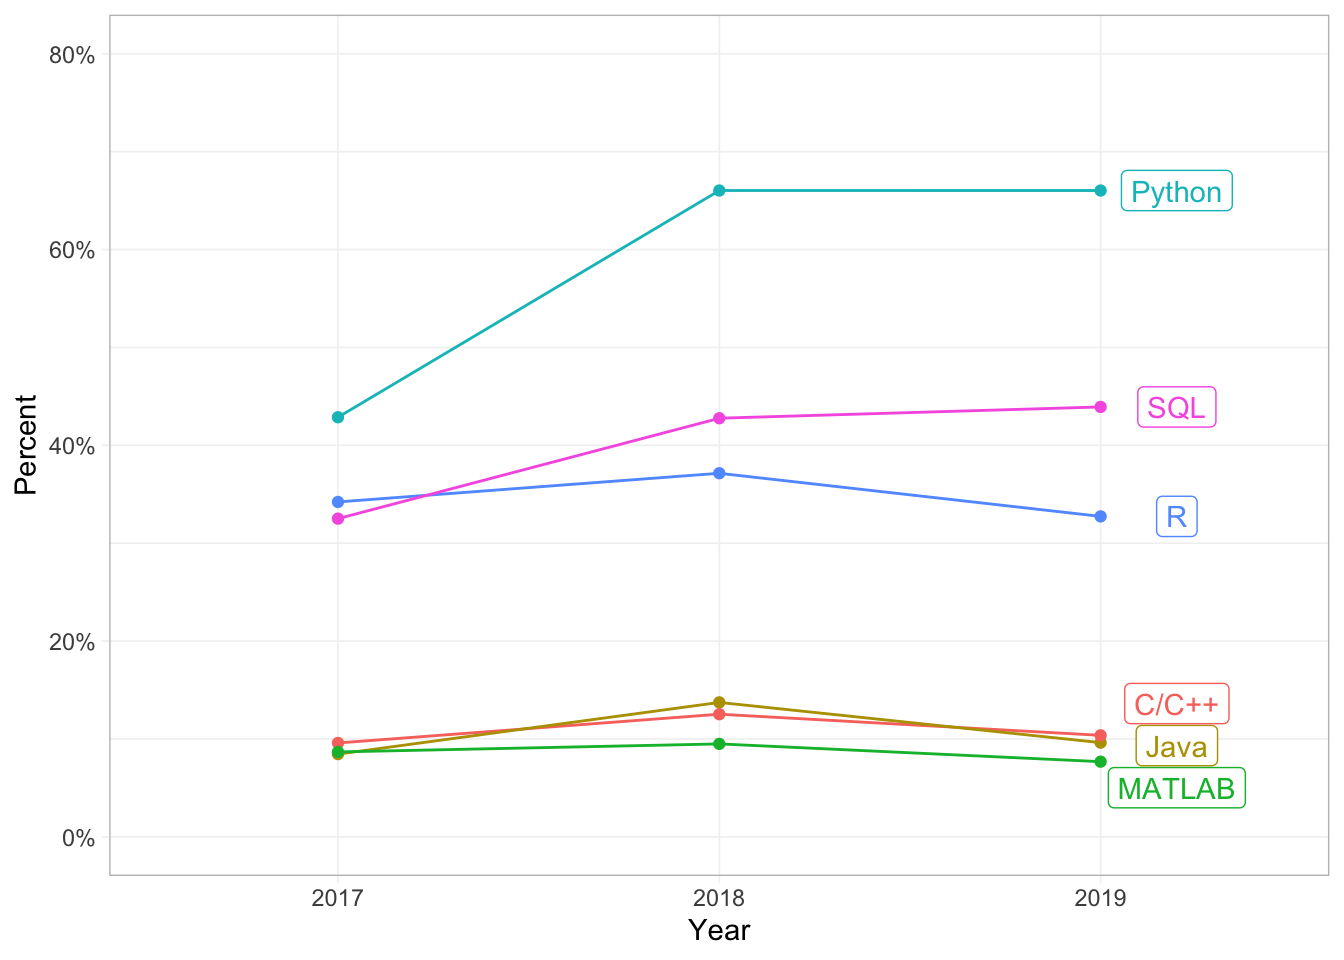 80%
60%
40%
20%
0%
Percent
Python
SQL
R
C/C++
Java
MATLAB
2017
2018
2019
Year